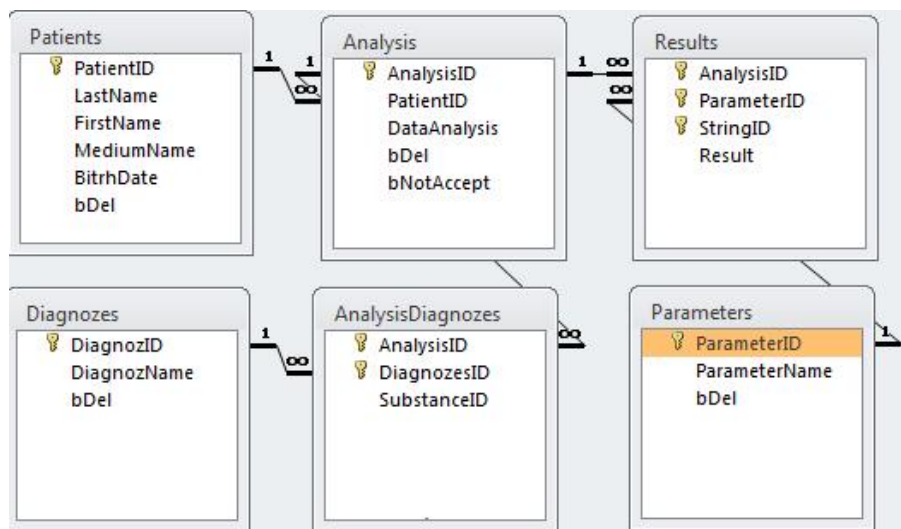 Patients
PatientID
LastName
FirstName
MediumName
BitrhDate
bDel
1
∞
1
Analysis
AnalysisID
PatientID
DataAnalysis
bDel
bNotAccept
1
∞
∞
Results
AnalysisID
ParameterID
StringID
Result
Diagnozes
DiagnozID
DiagnozName
bDel
1
∞
AnalysisDiagnozes
AnalysisID
DiagnozesID
SubstanceID
∞
Parameters
ParameterID
ParameterName
bDel
1